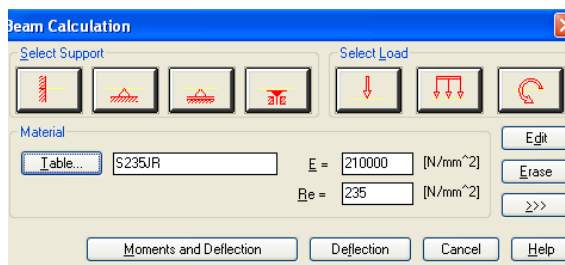 Beam Calculation
Select Support
Select Load
Material
Table... S235JR E = 210000 [N/mm^2]
Re = 235 [N/mm^2]
Edit
Erase
>>>
Moments and Deflection Deflection Cancel Help